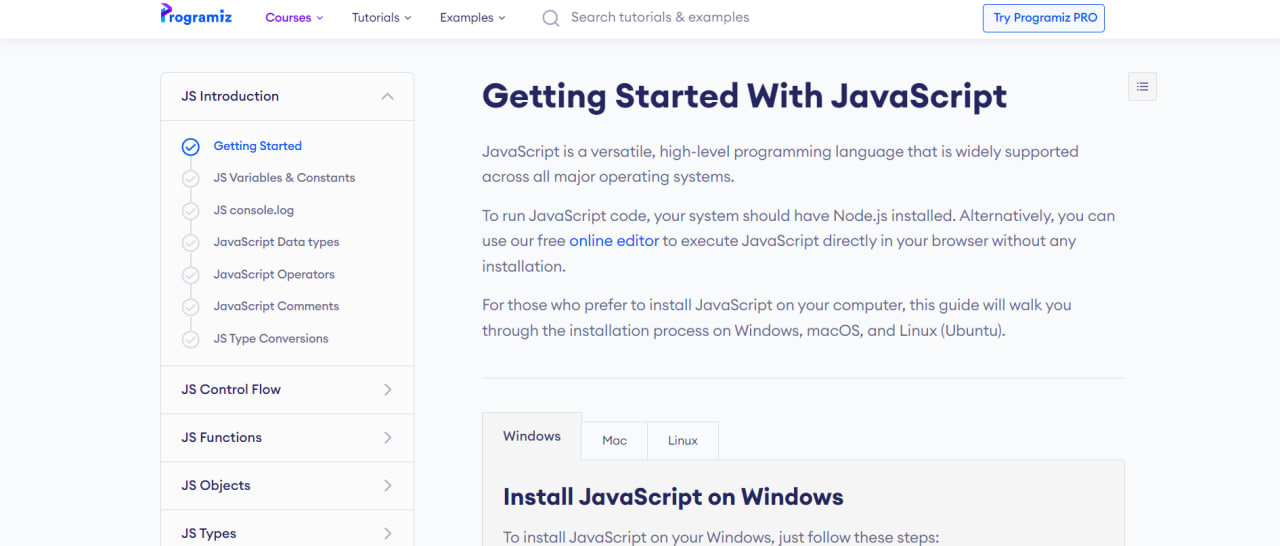 Programiz
Courses
Tutorials
Examples
Search tutorials & examples
Try Programiz PRO
JS Introduction
Getting Started
JS Variables & Constants
JS console.log
JavaScript Data types
JavaScript Operators
JavaScript Comments
JS Type Conversions
JS Control Flow
JS Functions
JS Objects
JS Types
Getting Started With JavaScript
JavaScript is a versatile, high-level programming language that is widely supported
across all major operating systems.
To run JavaScript code, your system should have Node.js installed. Alternatively, you can
use our free online editor to execute JavaScript directly in your browser without any
installation.
For those who prefer to install JavaScript on your computer, this guide will walk you
through the installation process on Windows, macOS, and Linux (Ubuntu).
Windows
Mac
Linux
Install JavaScript on Windows
To install JavaScript on your Windows, just follow these steps: